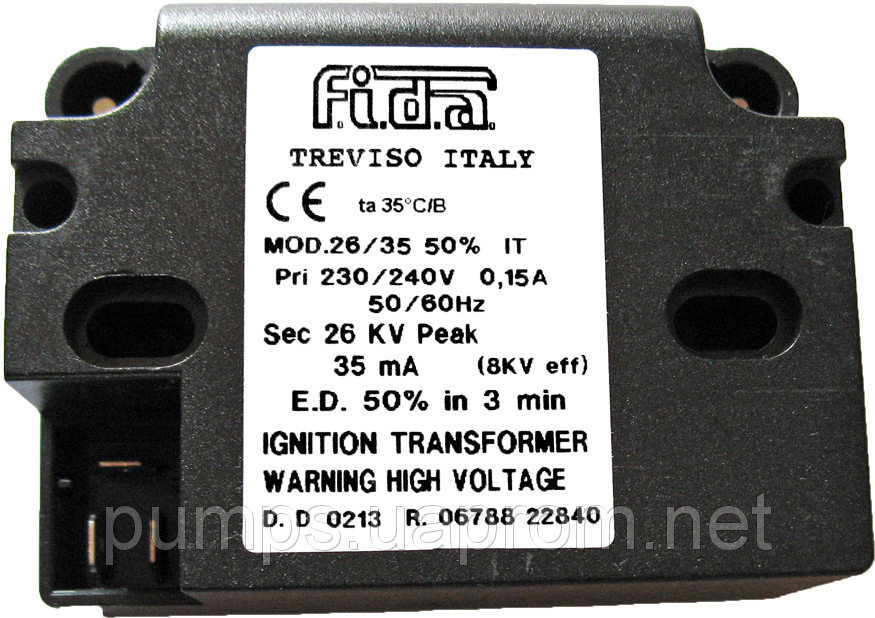 f.i.d.a.
TREVISO ITALY
CE ta 35°C/B
MOD.26/35 50% IT
Pri 230/240V 0,15A
50/60Hz
Sec 26 KV Peak
35 mA (8KV eff)
E.D. 50% in 3 min
IGNITION TRANSFORMER
WARNING HIGH VOLTAGE
D. D 0213 R. 06788 22840
pumps.uaprom.net